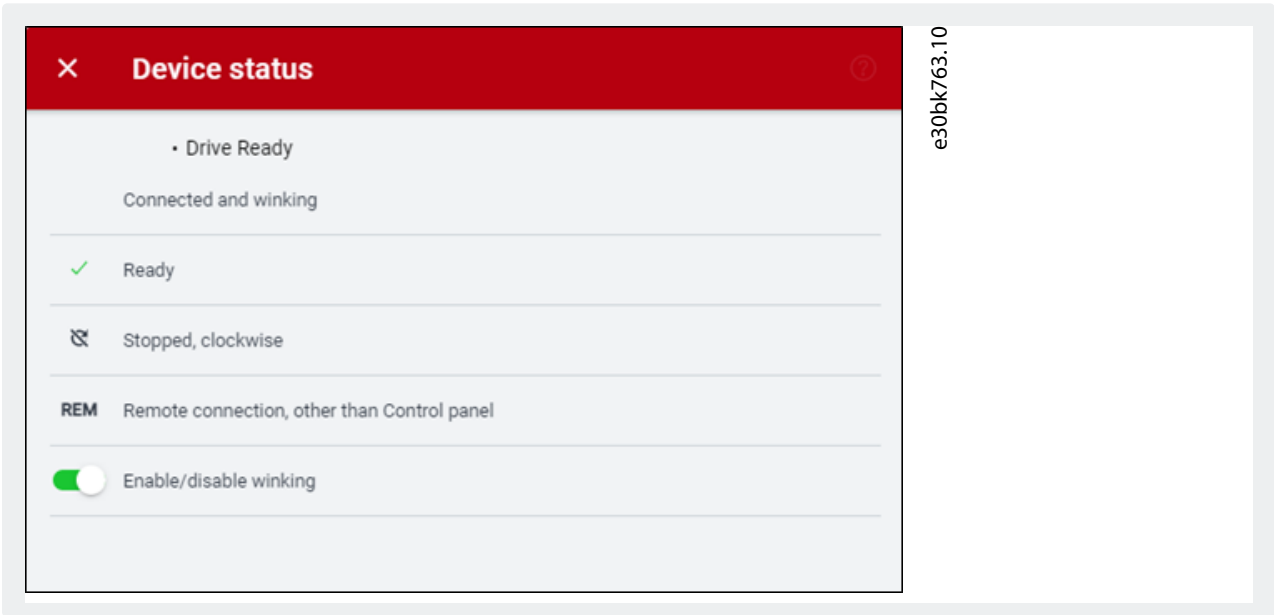 Device status
• Drive Ready
Connected and winking
Ready
Stopped, clockwise
REM Remote connection, other than Control panel
Enable/disable winking
e30bk763.10